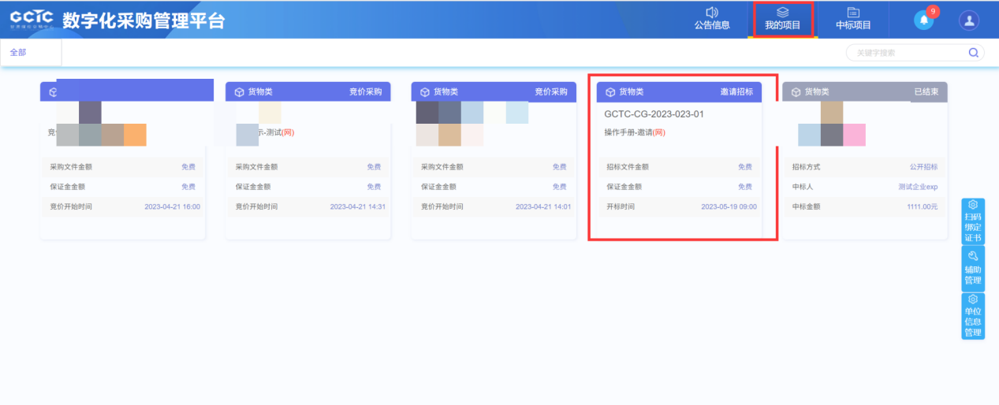 GCTC 数字化采购管理平台
公告信息
我的项目
中标项目
9
全部
关键字搜索
货物类 竞价采购
货物类 竞价采购
货物类 邀请招标
货物类 已结束
竞
示-测试(网)
GCTC-CG-2023-023-01
操作手册-邀请(网)
采购文件金额 免费
保证金金额 免费
竞价开始时间 2023-04-21 16:00
采购文件金额 免费
保证金金额 免费
竞价开始时间 2023-04-21 14:31
采购文件金额 免费
保证金金额 免费
竞价开始时间 2023-04-21 14:01
招标文件金额 免费
保证金金额 免费
开标时间 2023-05-19 09:00
招标方式 公开招标
中标人 测试企业exp
中标金额 1111.00元
扫码
绑定
证书
辅助
管理
单位
信息
管理